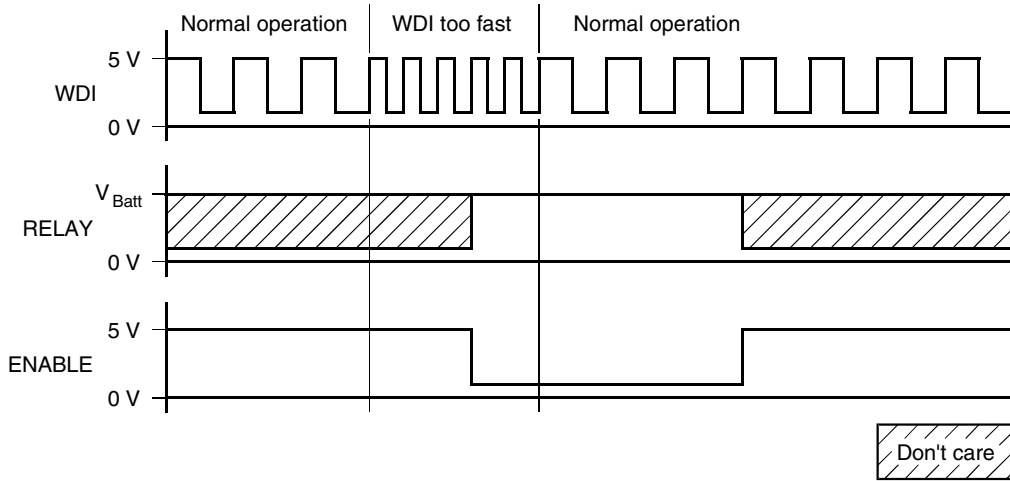 Normal operation WDI too fast Normal operation
5 V
WDI
0 V
V Batt
RELAY
0 V
5 V
ENABLE
0 V
Don't care